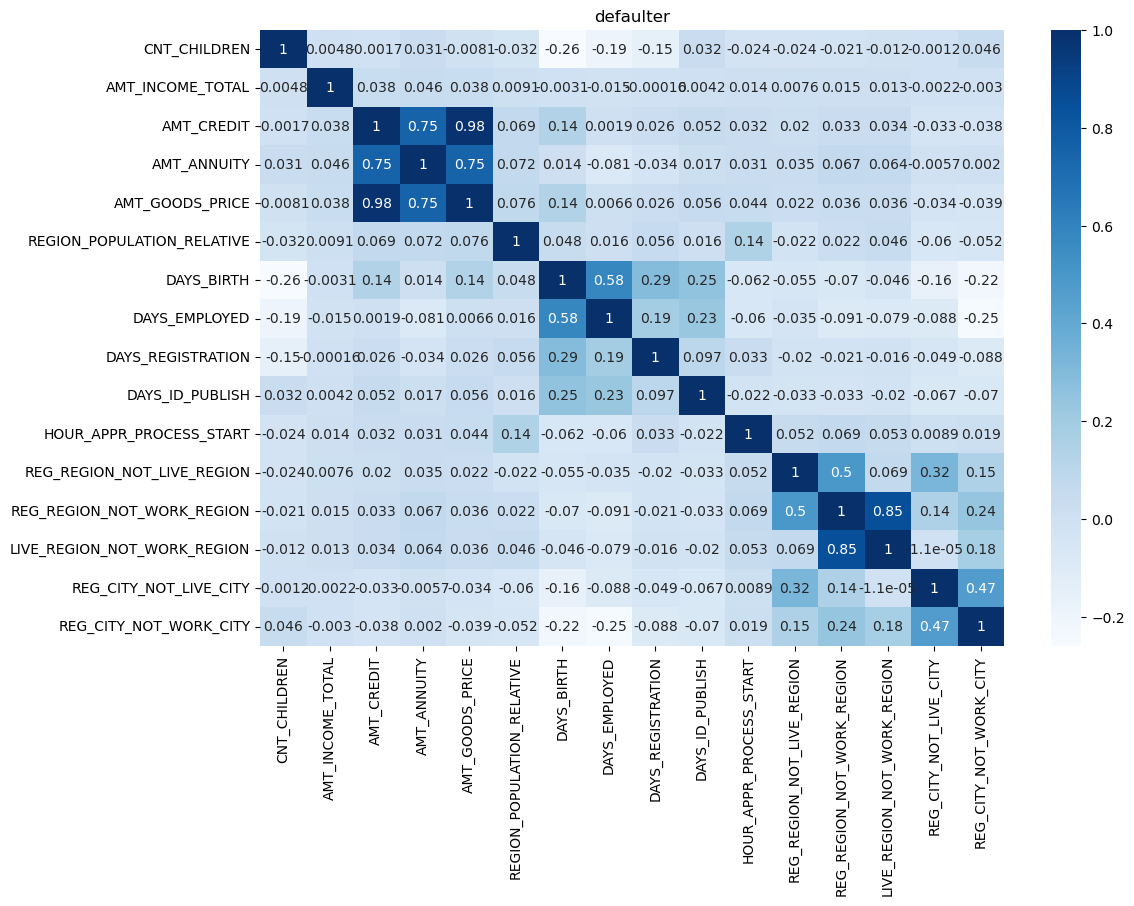 defaulter
CNT_CHILDREN 1 0.0048 -0.0017 0.031 -0.0081 -0.032 -0.26 -0.19 -0.15 0.032 -0.024 -0.024 -0.021 -0.012 -0.0012 0.046
AMT_INCOME_TOTAL 0.0048 1 0.038 0.046 0.038 0.0091 -0.0031 -0.015 -0.00016 0.0042 0.014 0.0076 0.015 0.013 -0.0022 -0.003
AMT_CREDIT -0.0017 0.038 1 0.75 0.98 0.069 0.14 0.0019 0.026 0.052 0.032 0.02 0.033 0.034 -0.033 -0.038
AMT_ANNUITY 0.031 0.046 0.75 1 0.75 0.072 0.014 -0.081 -0.034 0.017 0.031 0.035 0.067 0.064 -0.0057 0.002
AMT_GOODS_PRICE -0.0081 0.038 0.98 0.75 1 0.076 0.14 0.0066 0.026 0.056 0.044 0.022 0.036 0.036 -0.034 -0.039
REGION_POPULATION_RELATIVE -0.032 0.0091 0.069 0.072 0.076 1 0.048 0.016 0.056 0.016 0.14 -0.022 0.022 0.046 -0.06 -0.052
DAYS_BIRTH -0.26 -0.0031 0.14 0.014 0.14 0.048 1 0.58 0.29 0.25 -0.062 -0.055 -0.07 -0.046 -0.16 -0.22
DAYS_EMPLOYED -0.19 -0.015 0.0019 -0.081 0.0066 0.016 0.58 1 0.19 0.23 -0.06 -0.035 -0.091 -0.079 -0.088 -0.25
DAYS_REGISTRATION -0.15 -0.00016 0.026 -0.034 0.026 0.056 0.29 0.19 1 0.097 0.033 -0.02 -0.021 -0.016 -0.049 -0.088
DAYS_ID_PUBLISH 0.032 0.0042 0.052 0.017 0.056 0.016 0.25 0.23 0.097 1 -0.022 -0.033 -0.033 -0.02 -0.067 -0.07
HOUR_APPR_PROCESS_START -0.024 0.014 0.032 0.031 0.044 0.14 -0.062 -0.06 0.033 -0.022 1 0.052 0.069 0.053 0.0089 0.019
REG_REGION_NOT_LIVE_REGION -0.024 0.0076 0.02 0.035 0.022 -0.022 -0.055 -0.035 -0.02 -0.033 0.052 1 0.5 0.069 0.32 0.15
REG_REGION_NOT_WORK_REGION -0.021 0.015 0.033 0.067 0.036 0.022 -0.07 -0.091 -0.021 -0.033 0.069 0.5 1 0.85 0.14 0.24
LIVE_REGION_NOT_WORK_REGION -0.012 0.013 0.034 0.064 0.036 0.046 -0.046 -0.079 -0.016 -0.02 0.053 0.069 0.85 1 -1.1e-05 0.18
REG_CITY_NOT_LIVE_CITY -0.0012 -0.0022 -0.033 -0.0057 -0.034 -0.06 -0.16 -0.088 -0.049 -0.067 0.0089 0.32 0.14 -1.1e-05 1 0.47
REG_CITY_NOT_WORK_CITY 0.046 -0.003 -0.038 0.002 -0.039 -0.052 -0.22 -0.25 -0.088 -0.07 0.019 0.15 0.24 0.18 0.47 1
CNT_CHILDREN
AMT_INCOME_TOTAL
AMT_CREDIT
AMT_ANNUITY
AMT_GOODS_PRICE
REGION_POPULATION_RELATIVE
DAYS_BIRTH
DAYS_EMPLOYED
DAYS_REGISTRATION
DAYS_ID_PUBLISH
HOUR_APPR_PROCESS_START
REG_REGION_NOT_LIVE_REGION
REG_REGION_NOT_WORK_REGION
LIVE_REGION_NOT_WORK_REGION
REG_CITY_NOT_LIVE_CITY
REG_CITY_NOT_WORK_CITY
1.0
0.8
0.6
0.4
0.2
0.0
−0.2